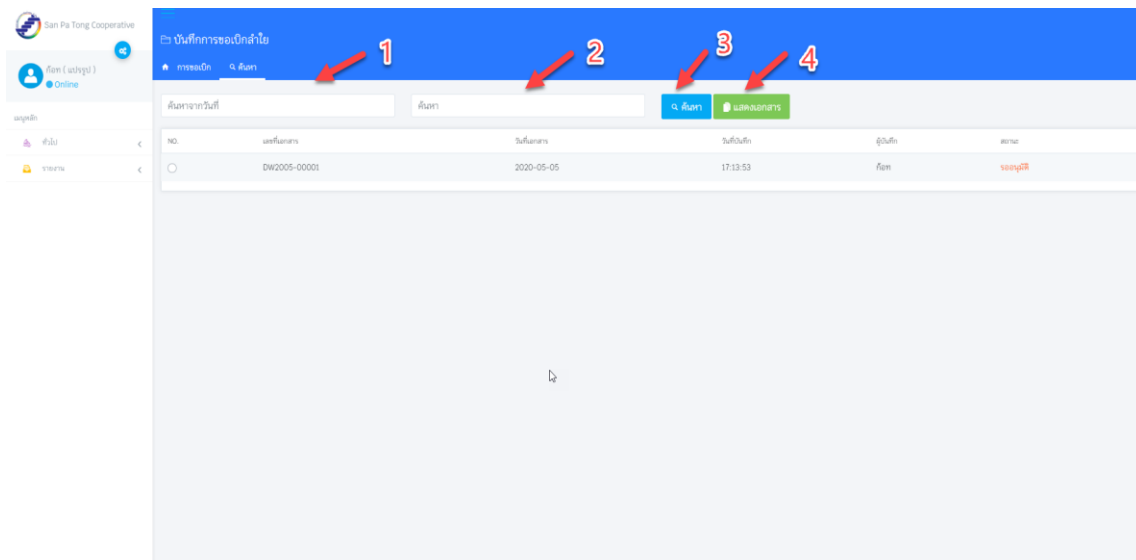 San Pa Tong Cooperative
ก๊อท ( แปรรูป )
Online
เมนูหลัก
ทั่วไป
รายงาน
บันทึกการขอเบิกลำใย
การขอเบิก ค้นหา
1 2 3 4
ค้นหาจากวันที่ ค้นหา ค้นหา แสดงเอกสาร
NO. เลขที่เอกสาร วันที่เอกสาร วันที่บันทึก ผู้บันทึก สถานะ
DW2005-00001 2020-05-05 17:13:53 ก๊อท รออนุมัติ